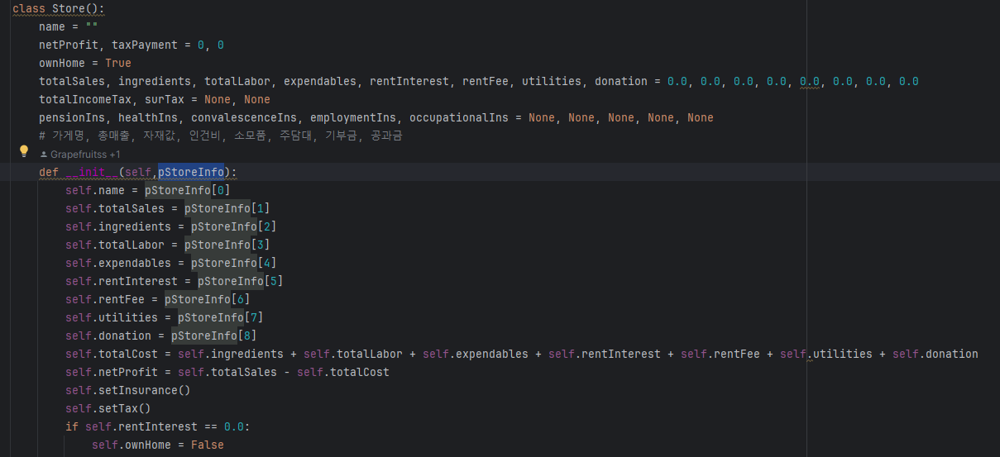 class Store():
    name = ""
    netProfit, taxPayment = 0, 0
    ownHome = True
    totalSales, ingredients, totalLabor, expendables, rentInterest, rentFee, utilities, donation = 0.0, 0.0, 0.0, 0.0, 0.0, 0.0, 0.0, 0.0
    totalIncomeTax, surTax = None, None
    pensionIns, healthIns, convalescenceIns, employmentIns, occupationalIns = None, None, None, None, None
    # 가게명, 총매출, 자재값, 인건비, 소모품, 주담대, 기부금, 공과금
    Grapefruitss +1
    def __init__(self,pStoreInfo):
        self.name = pStoreInfo[0]
        self.totalSales = pStoreInfo[1]
        self.ingredients = pStoreInfo[2]
        self.totalLabor = pStoreInfo[3]
        self.expendables = pStoreInfo[4]
        self.rentInterest = pStoreInfo[5]
        self.rentFee = pStoreInfo[6]
        self.utilities = pStoreInfo[7]
        self.donation = pStoreInfo[8]
        self.totalCost = self.ingredients + self.totalLabor + self.expendables + self.rentInterest + self.rentFee + self.utilities + self.donation
        self.netProfit = self.totalSales - self.totalCost
        self.setInsurance()
        self.setTax()
        if self.rentInterest == 0.0:
            self.ownHome = False